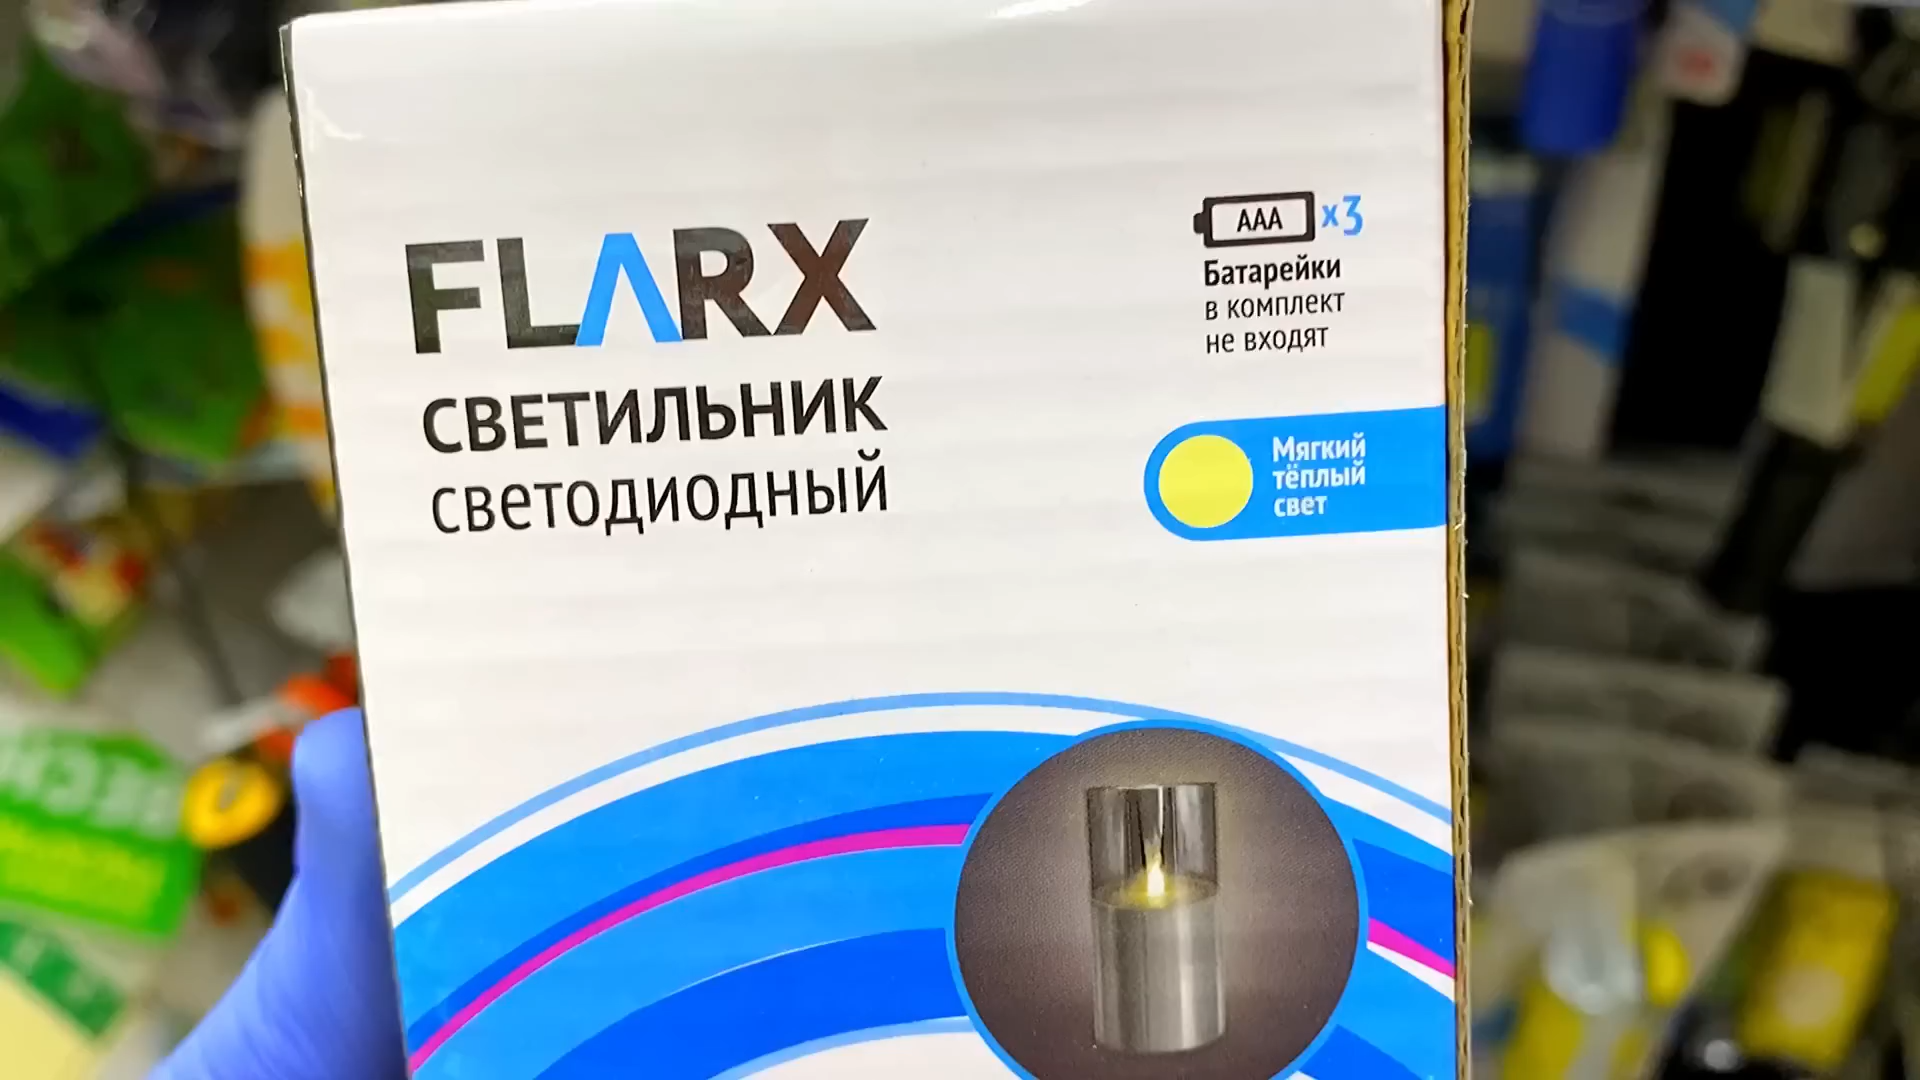 FLARX
СВЕТИЛЬНИК
светодиодный
AAA x3
Батарейки
в комплект
не входят
Мягкий
тёплый
свет